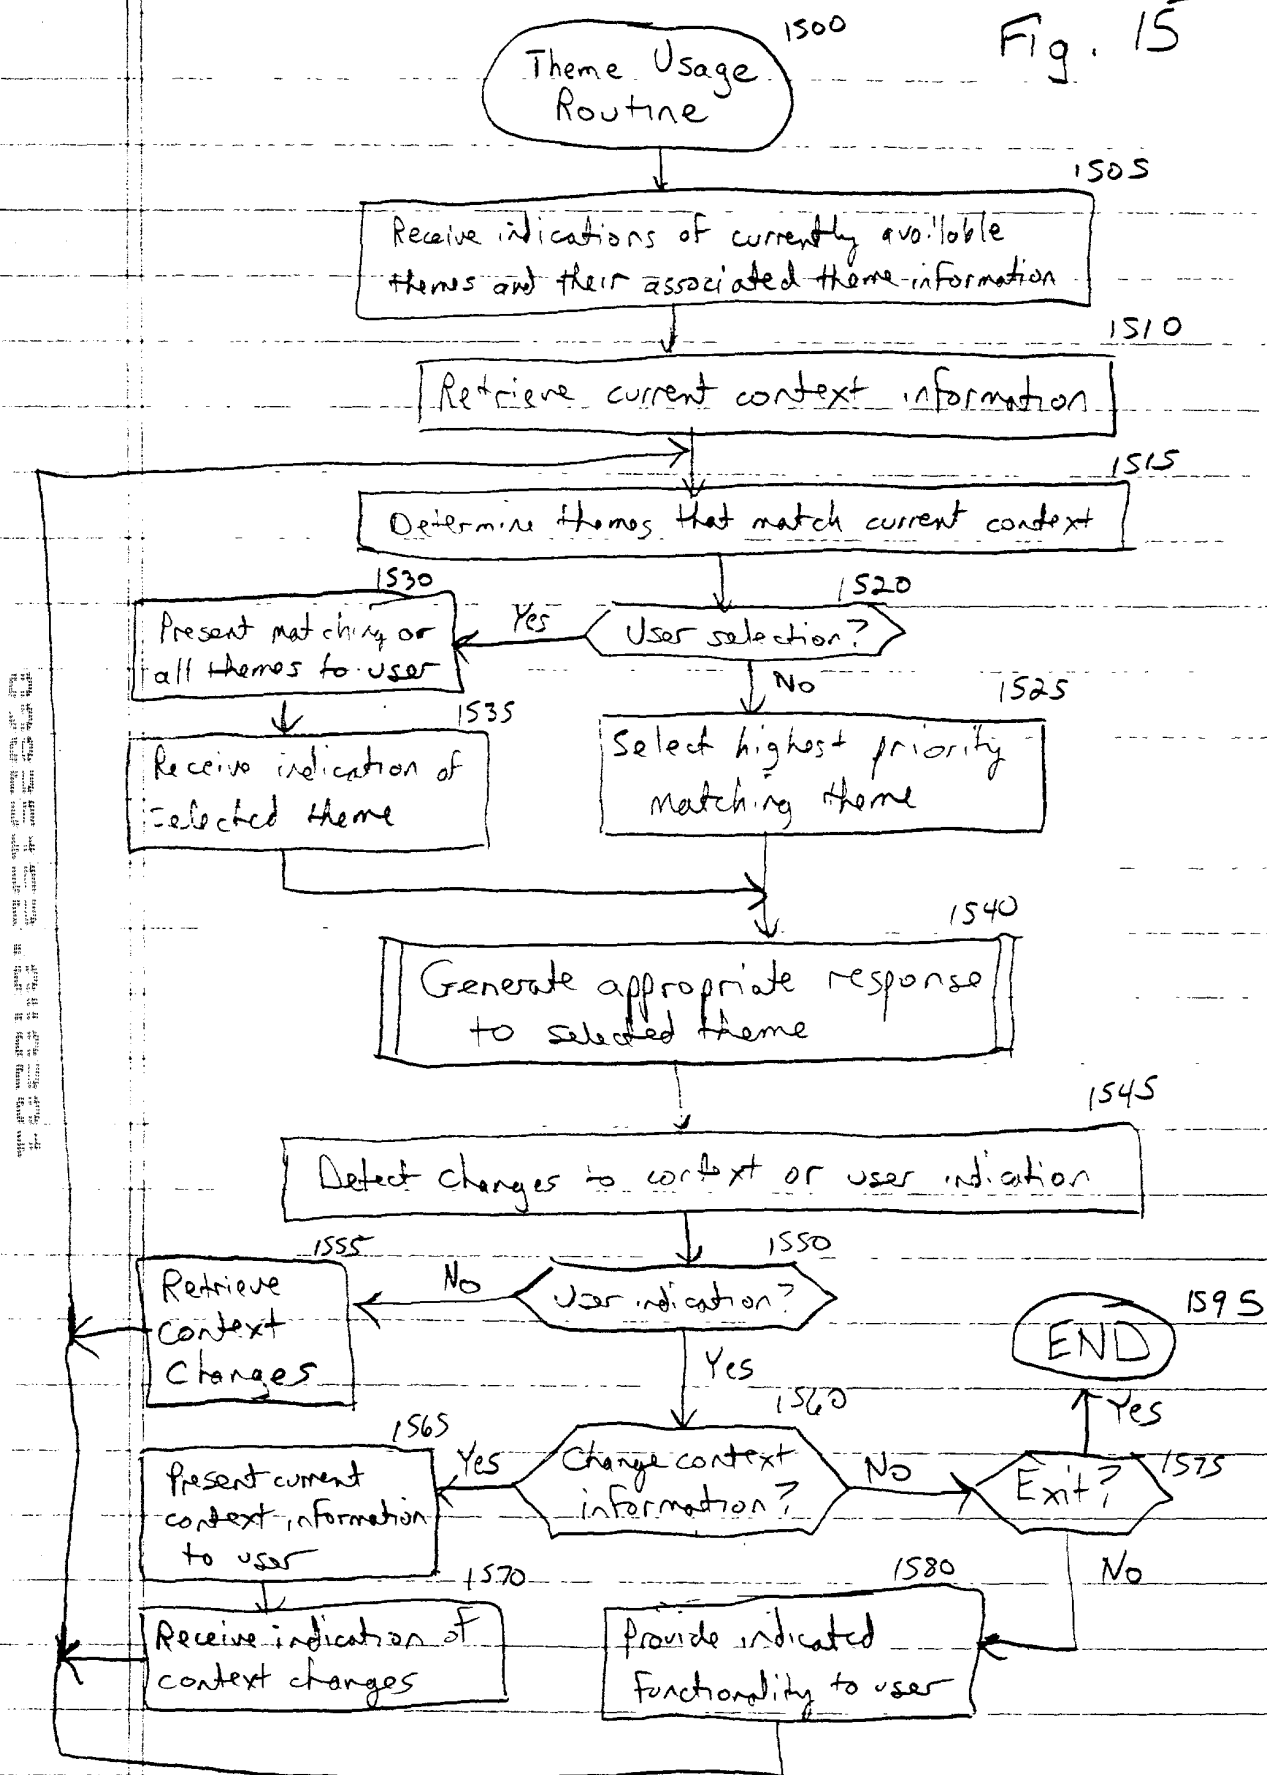 Fig. 15
1500
Theme Usage
Routine
1505
Receive indications of currently available
themes and their associated theme information
1510
Retrieve current context information
1515
Determine themes that match current context
1530
1520
Present matching or
all themes to user
Yes
User selection?
No
1535
1525
Receive indication of
selected theme
Select highest priority
matching theme
1540
Generate appropriate response
to selected theme
1545
Detect changes to context or user indication
1555
1550
Retrieve
context
Changes
No
User indication?
Yes
END
1595
Yes
1565
1560
Present current
context information
to user
Yes
Change context
information?
No
Exit?
1575
No
1570
1580
Receive indication of
context changes
Provide indicated
functionality to user